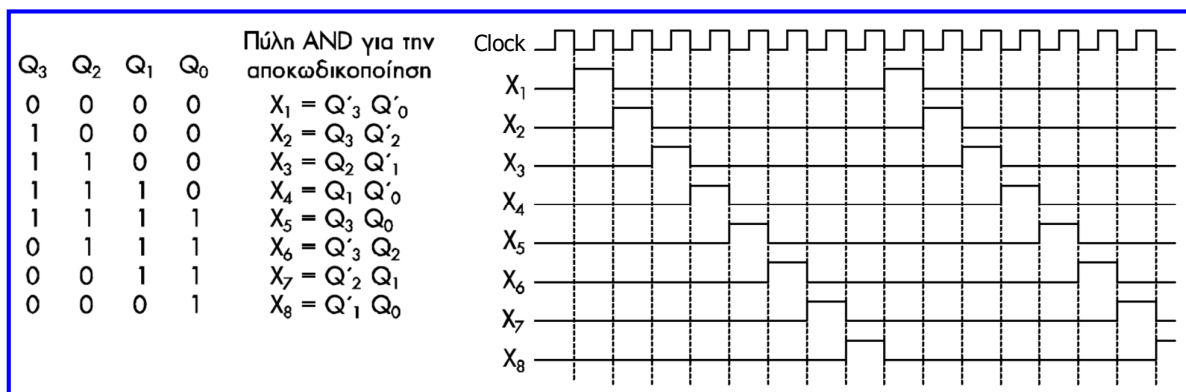 Πύλη AND για την
αποκωδικοποίηση
Q₃ Q₂ Q₁ Q₀
0 0 0 0 X₁ = Q´₃ Q´₀
1 0 0 0 X₂ = Q₃ Q´₂
1 1 0 0 X₃ = Q₂ Q´₁
1 1 1 0 X₄ = Q₁ Q´₀
1 1 1 1 X₅ = Q₃ Q₀
0 1 1 1 X₆ = Q´₃ Q₂
0 0 1 1 X₇ = Q´₂ Q₁
0 0 0 1 X₈ = Q´₁ Q₀
Clock
X₁
X₂
X₃
X₄
X₅
X₆
X₇
X₈